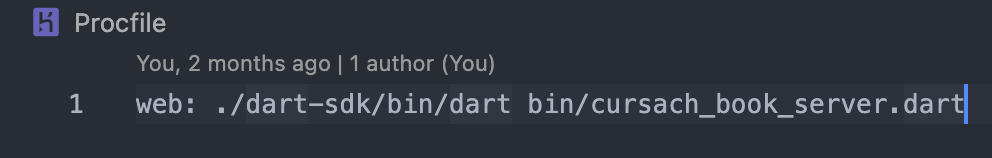 Procfile
You, 2 months ago | 1 author (You)
1 web: ./dart-sdk/bin/dart bin/cursach_book_server.dart